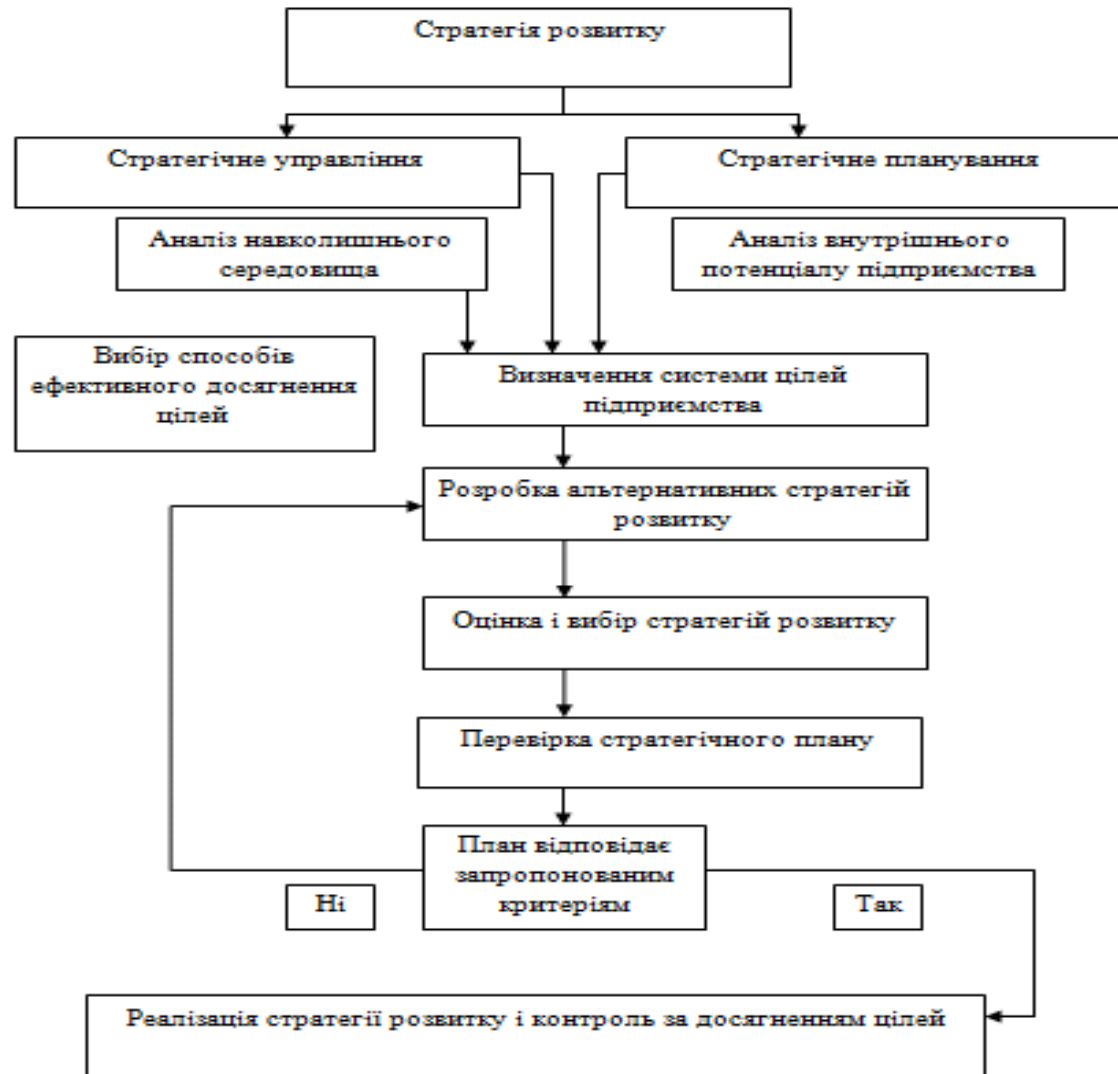 Стратегія розвитку
Стратегічне управління
Стратегічне планування
Аналіз навколишнього
середовища
Аналіз внутрішнього
потенціалу підприємства
Вибір способів
ефективного досягнення
цілей
Визначення системи цілей
підприємства
Розробка альтернативних стратегій
розвитку
Оцінка і вибір стратегій розвитку
Перевірка стратегічного плану
План відповідає
запропонованим
критеріям
Ні
Так
Реалізація стратегії розвитку і контроль за досягненням цілей